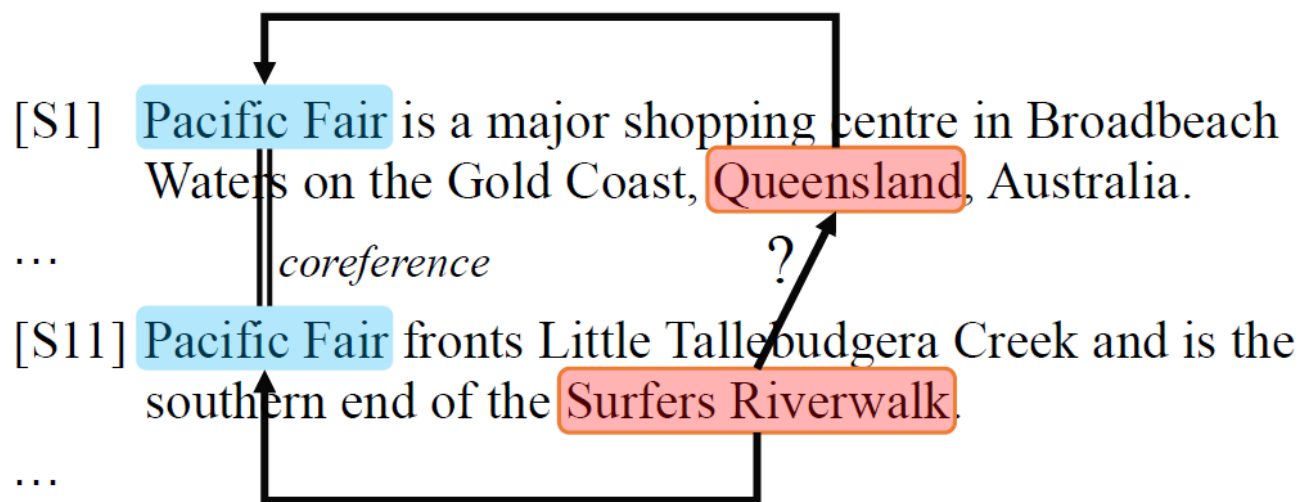 [S1] Pacific Fair is a major shopping centre in Broadbeach
Waters on the Gold Coast, Queensland, Australia.
...
coreference
?
[S11] Pacific Fair fronts Little Tallebudgera Creek and is the
southern end of the Surfers Riverwalk.
...